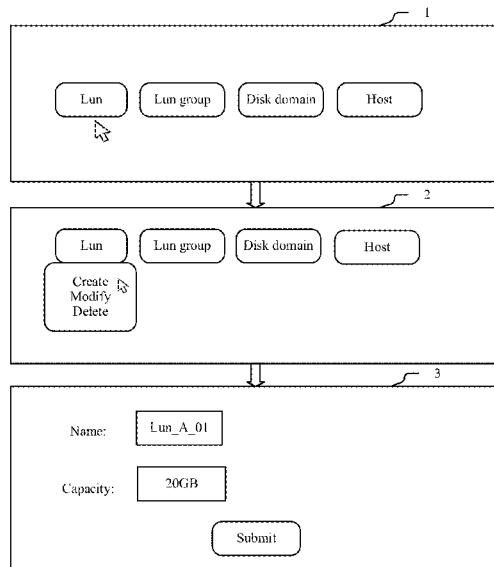 1
Lun Lun group Disk domain Host
2
Lun Lun group Disk domain Host
Create
Modify
Delete
3
Name: Lun_A_01
Capacity: 20GB
Submit